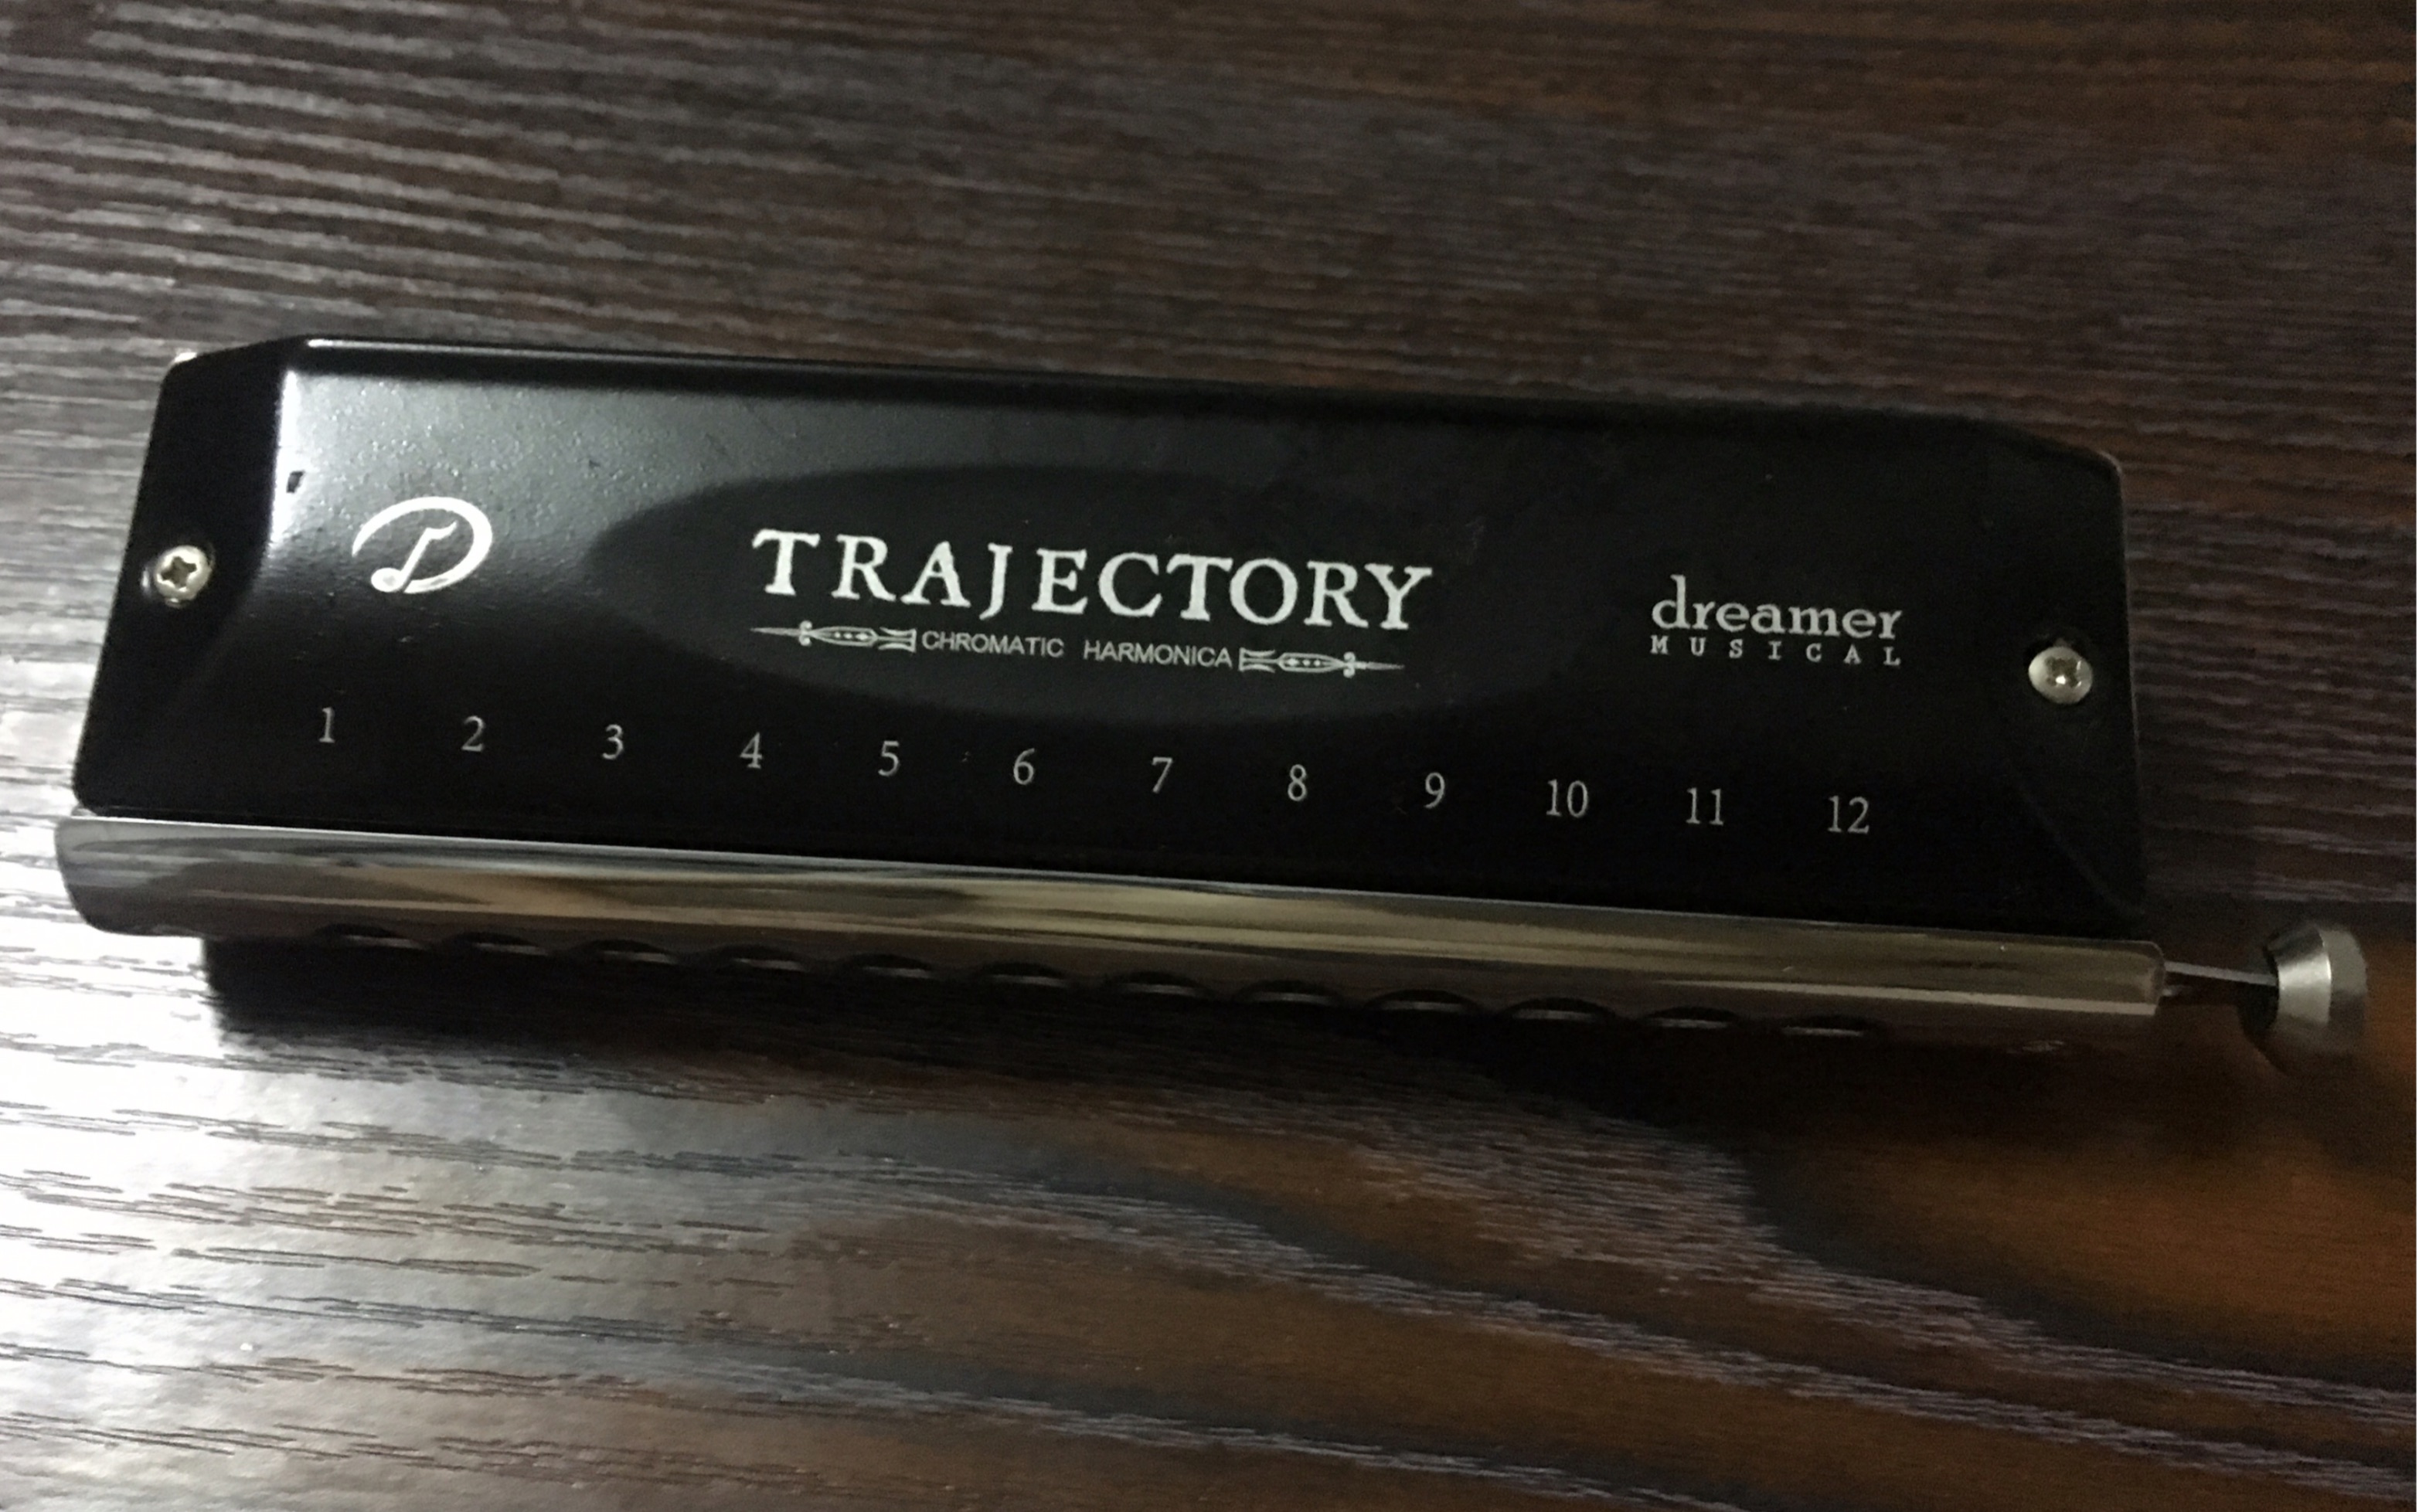 D
TRAJECTORY
CHROMATIC HARMONICA
dreamer
MUSICAL
1 2 3 4 5 6 7 8 9 10 11 12